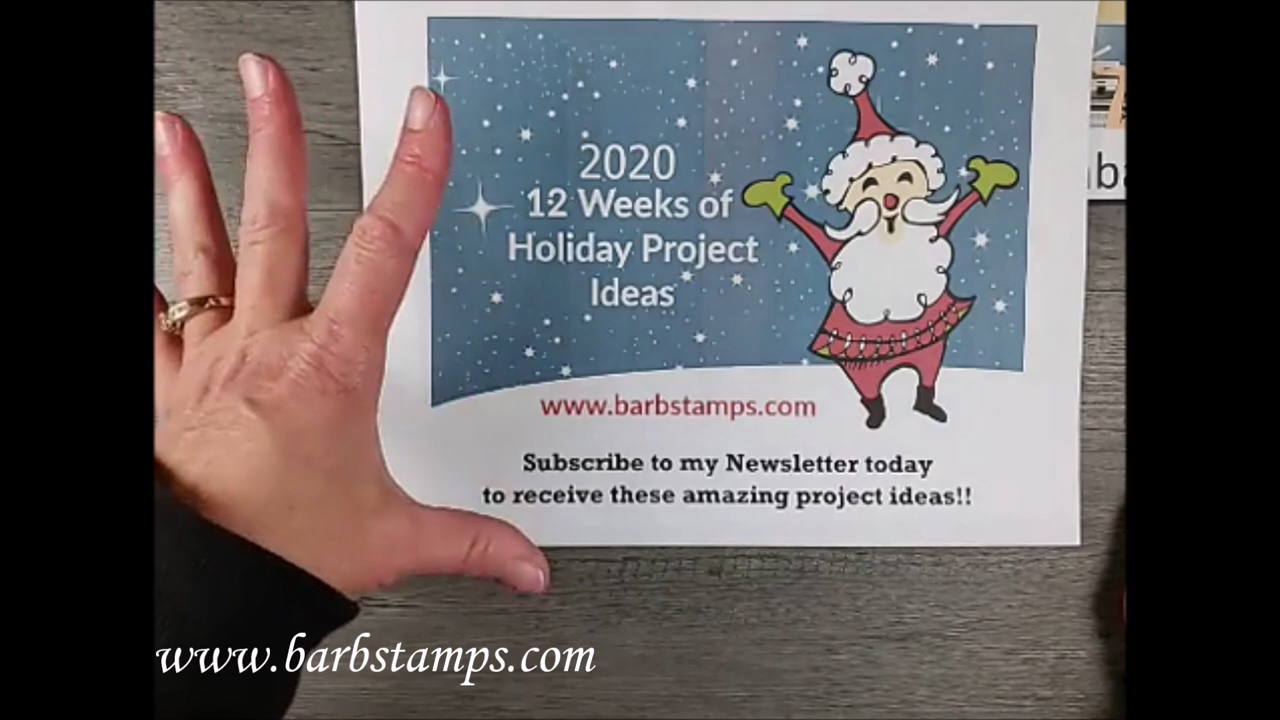 2020
12 Weeks of
Holiday Project
Ideas
www.barbstamps.com
Subscribe to my Newsletter today
to receive these amazing project ideas!!
www.barbstamps.com